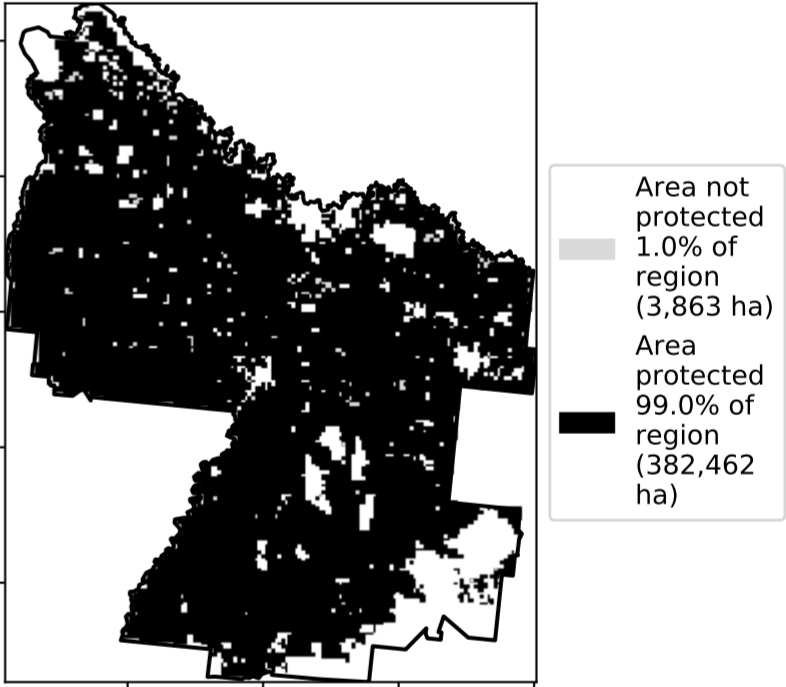 Area not
protected
1.0% of
region
(3,863 ha)
Area
protected
99.0% of
region
(382,462
ha)